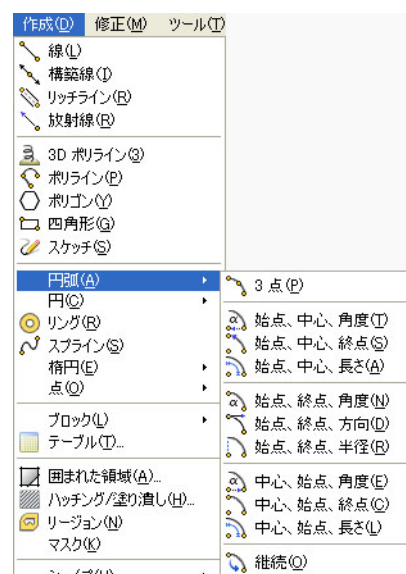 作成(D) 修正(M) ツール(T)
線(L)
構築線(I)
リッチライン(R)
放射線(R)
3D ポリライン(3)
ポリライン(P)
ポリゴン(Y)
四角形(G)
スケッチ(S)
円弧(A)
円(C)
リング(R)
スプライン(S)
楕円(E)
点(O)
ブロック(L)
テーブル(T)...
囲まれた領域(A)...
ハッチング/塗り潰し(H)...
リージョン(N)
マスク(K)
3 点(P)
始点、中心、角度(T)
始点、中心、終点(S)
始点、中心、長さ(A)
始点、終点、角度(N)
始点、終点、方向(D)
始点、終点、半径(R)
中心、始点、角度(E)
中心、始点、終点(C)
中心、始点、長さ(L)
継続(O)